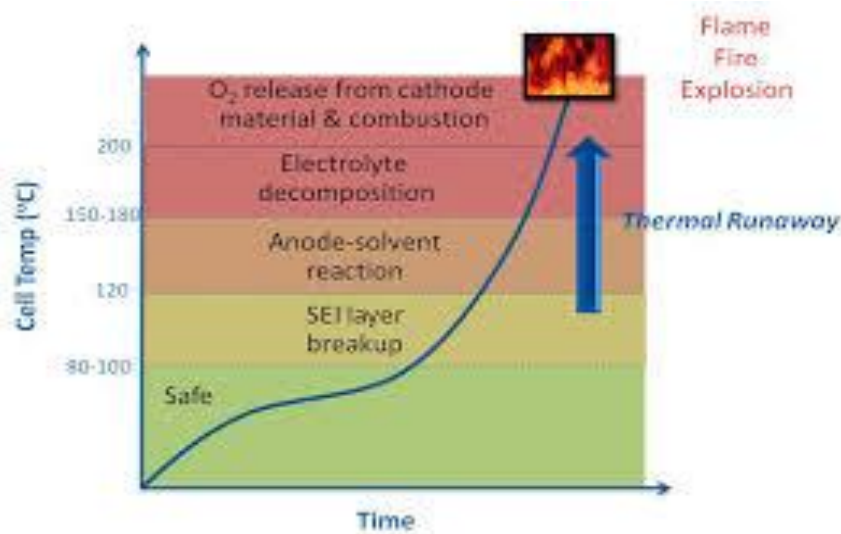 Flame
Fire
Explosion
O₂ release from cathode
material & combustion
200
Electrolyte
decomposition
150-180
Thermal Runaway
Anode-solvent
reaction
120
SEI layer
breakup
80-100
Safe
Cell Temp (°C)
Time